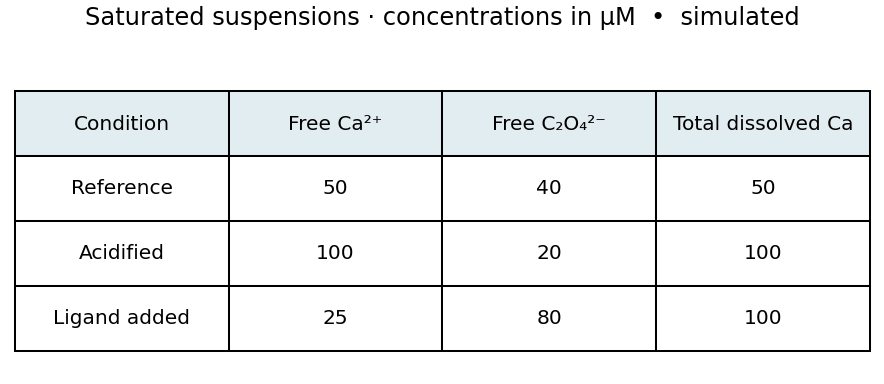 Saturated suspensions · concentrations in μM • simulated
Condition Free Ca²⁺ Free C₂O₄²⁻ Total dissolved Ca
Reference 50 40 50
Acidified 100 20 100
Ligand added 25 80 100